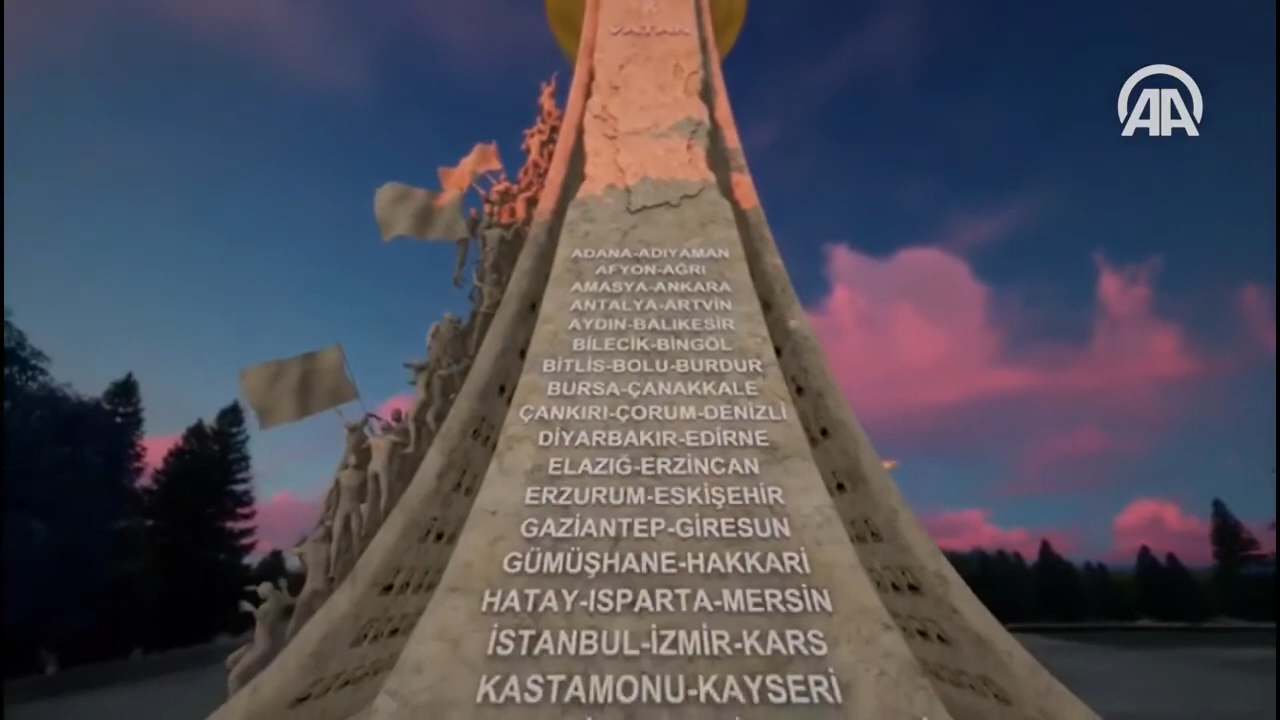 VATAN
AA
ADANA-ADIYAMAN
AFYON-AĞRI
AMASYA-ANKARA
ANTALYA-ARTVİN
AYDIN-BALIKESİR
BİLECİK-BİNGÖL
BİTLİS-BOLU-BURDUR
BURSA-ÇANAKKALE
ÇANKIRI-ÇORUM-DENİZLİ
DİYARBAKIR-EDİRNE
ELAZIĞ-ERZİNCAN
ERZURUM-ESKİŞEHİR
GAZİANTEP-GİRESUN
GÜMÜŞHANE-HAKKARİ
HATAY-ISPARTA-MERSİN
İSTANBUL-İZMİR-KARS
KASTAMONU-KAYSERİ